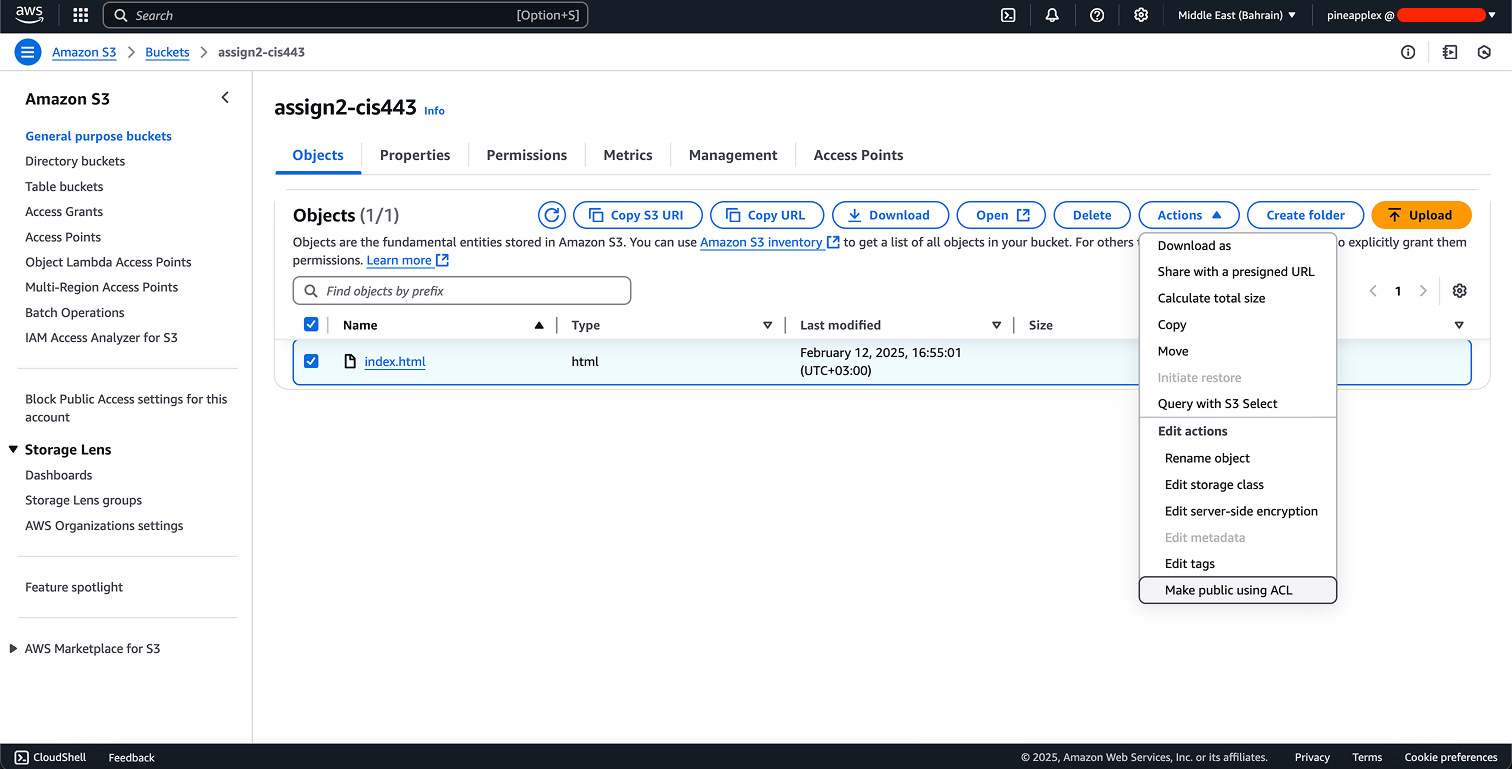 aws
Search [Option+S]
Middle East (Bahrain)
pineapplex @
Amazon S3
Buckets
assign2-cis443
Amazon S3
General purpose buckets
Directory buckets
Table buckets
Access Grants
Access Points
Object Lambda Access Points
Multi-Region Access Points
Batch Operations
IAM Access Analyzer for S3
Block Public Access settings for this
account
Storage Lens
Dashboards
Storage Lens groups
AWS Organizations settings
Feature spotlight
AWS Marketplace for S3
assign2-cis443 Info
Objects
Properties
Permissions
Metrics
Management
Access Points
Objects (1/1)
Copy S3 URI
Copy URL
Download
Open
Delete
Actions
Create folder
Upload
Objects are the fundamental entities stored in Amazon S3. You can use Amazon S3 inventory to get a list of all objects in your bucket. For others o explicitly grant them
permissions. Learn more
Find objects by prefix
1
Name
Type
Last modified
Size
index.html
html
February 12, 2025, 16:55:01
(UTC+03:00)
Download as
Share with a presigned URL
Calculate total size
Copy
Move
Initiate restore
Query with S3 Select
Edit actions
Rename object
Edit storage class
Edit server-side encryption
Edit metadata
Edit tags
Make public using ACL
CloudShell
Feedback
© 2025, Amazon Web Services, Inc. or its affiliates.
Privacy
Terms
Cookie preferences